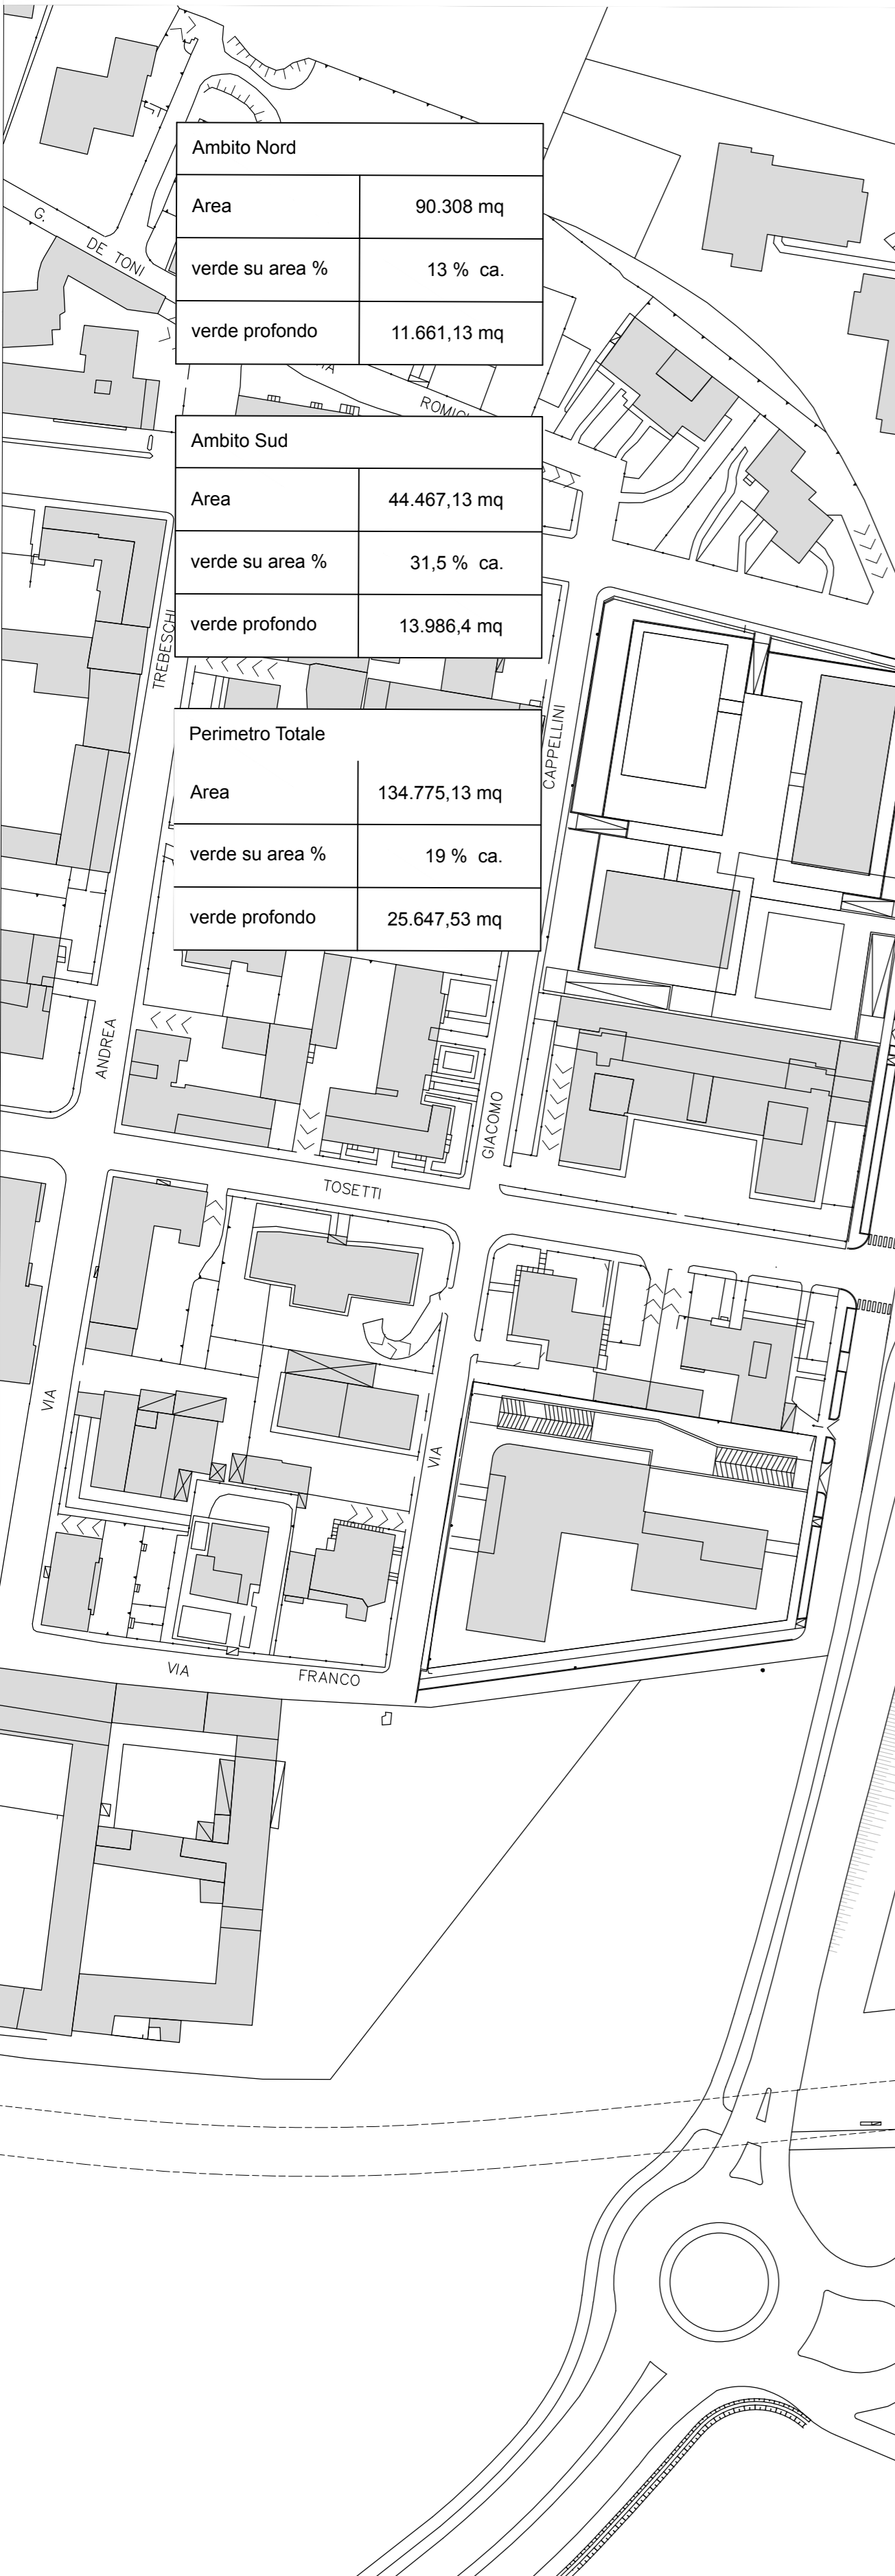 G.
DE TONI
Ambito Nord
Area 90.308 mq
verde su area % 13 % ca.
verde profondo 11.661,13 mq
Ambito Sud
Area 44.467,13 mq
verde su area % 31,5 % ca.
verde profondo 13.986,4 mq
TREBESCHI
CAPPELLINI
Perimetro Totale
Area 134.775,13 mq
verde su area % 19 % ca.
verde profondo 25.647,53 mq
ANDREA
GIACOMO
TOSETTI
VIA
VIA
VIA FRANCO